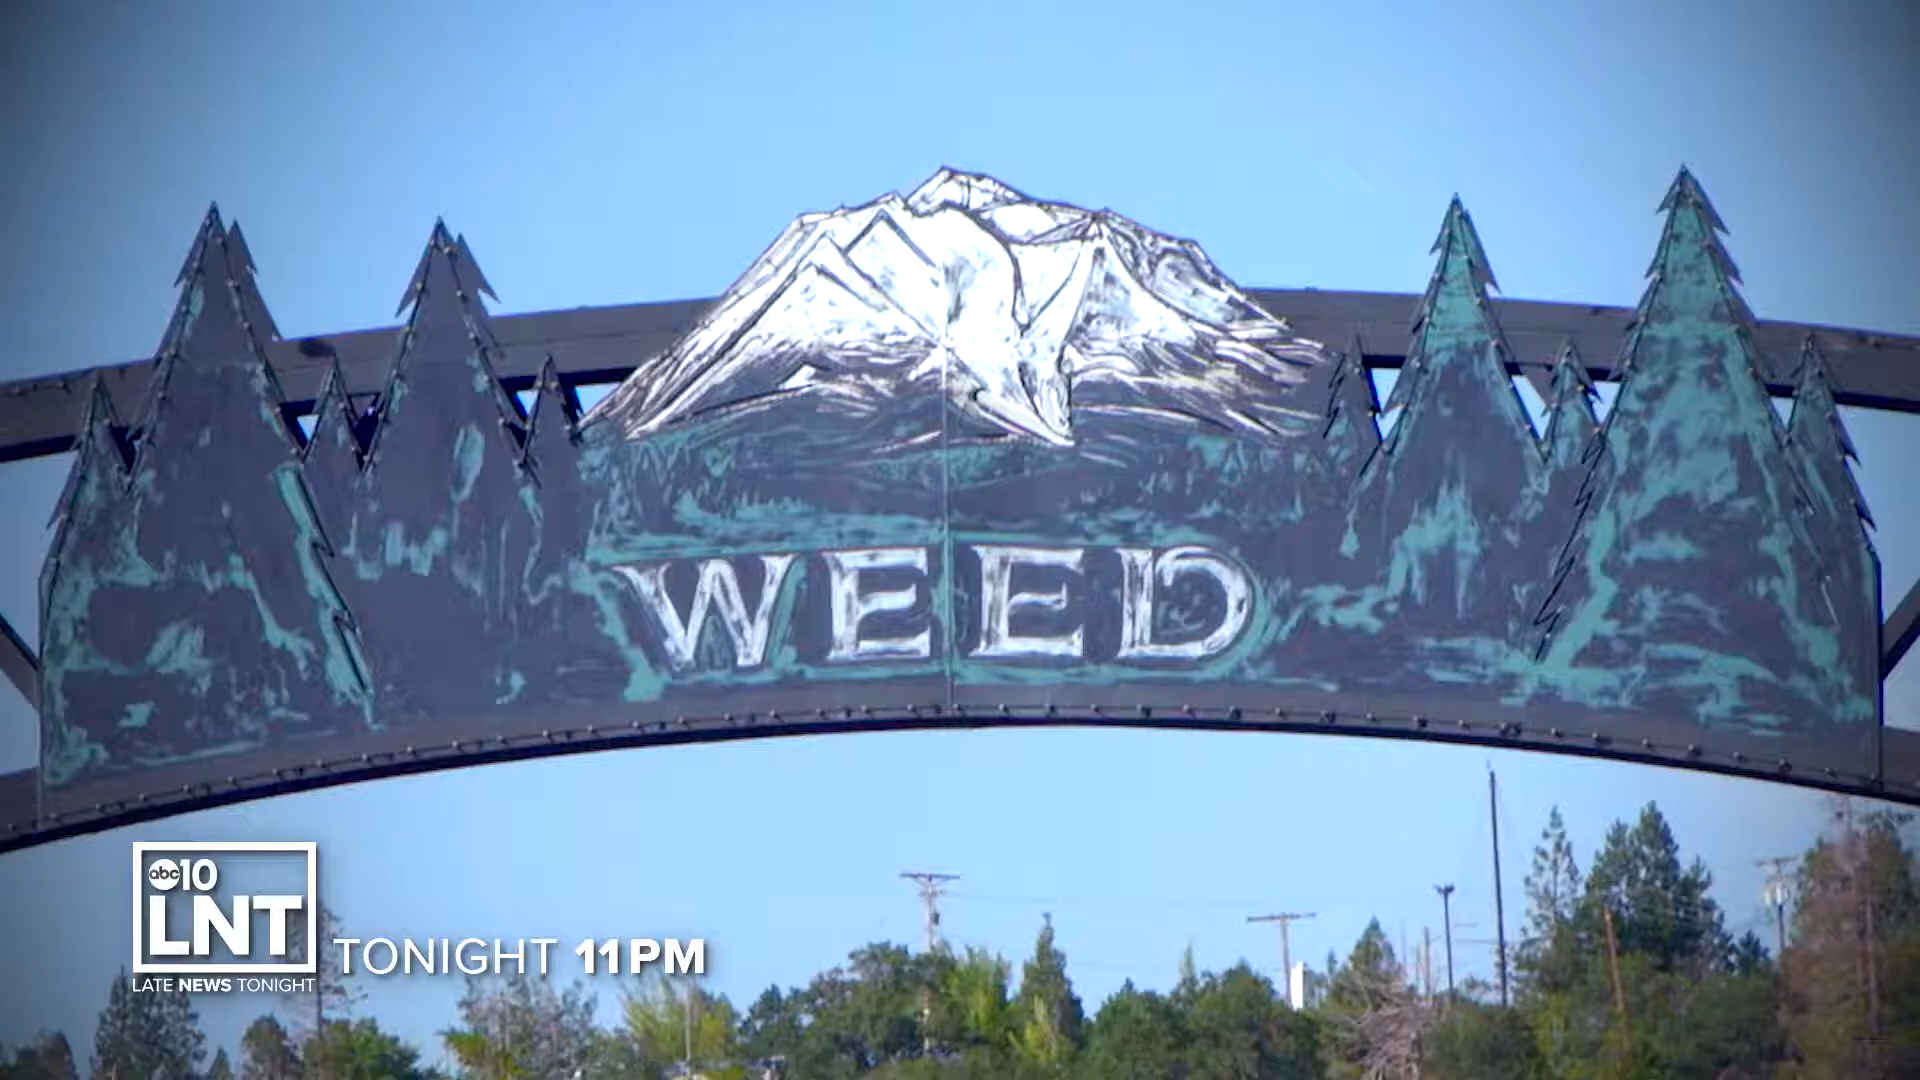 WEED
abc10
LNT
LATE NEWS TONIGHT
TONIGHT 11PM